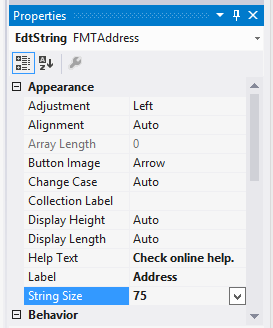 Properties
EdtString FMTAddress
Appearance
Adjustment Left
Alignment Auto
Array Length 0
Button Image Arrow
Change Case Auto
Collection Label
Display Height Auto
Display Length Auto
Help Text Check online help.
Label Address
String Size 75
Behavior